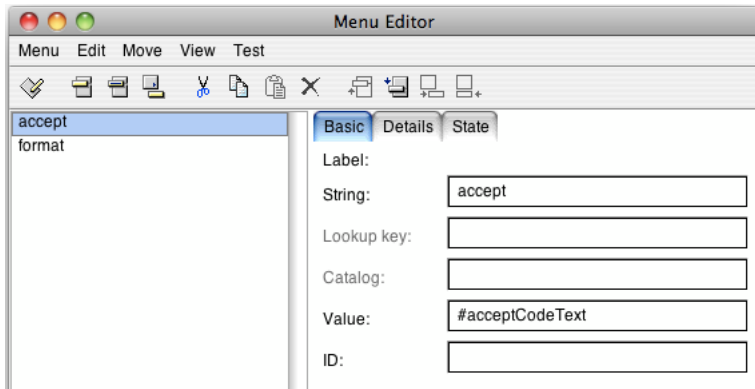 Menu Editor
Menu Edit Move View Test
accept
format
Basic Details State
Label:
String: accept
Lookup key:
Catalog:
Value: #acceptCodeText
ID: